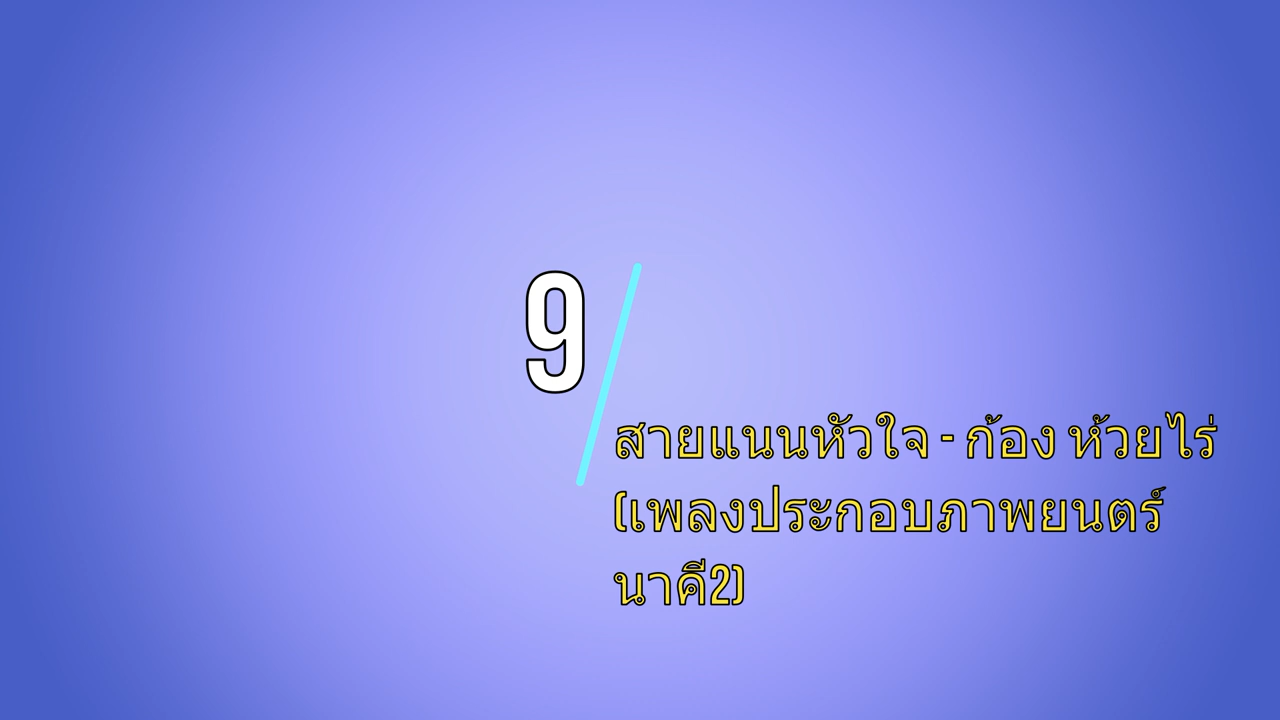 9
สายแนนหัวใจ - ก้อง ห้วยไร่
(เพลงประกอบภาพยนตร์
นาคี2)